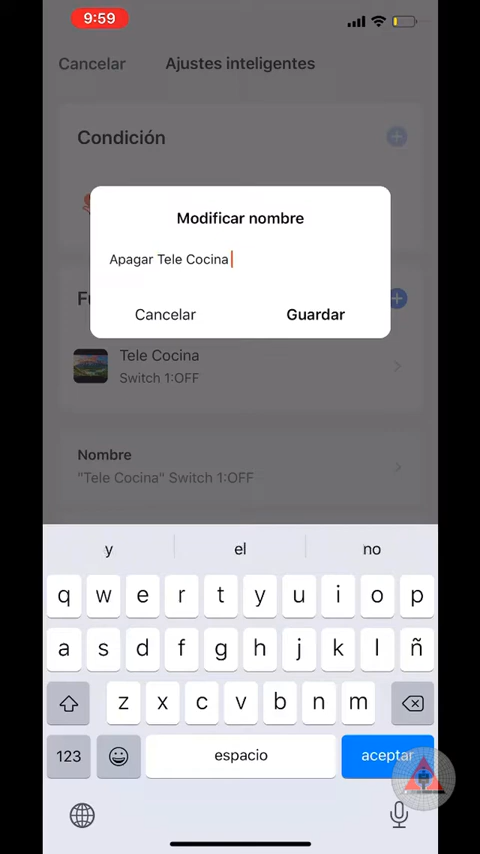 9:59
Cancelar
Ajustes inteligentes
Condición
Modificar nombre
Apagar Tele Cocina
Cancelar
Guardar
Tele Cocina
Switch 1:OFF
Nombre
"Tele Cocina" Switch 1:OFF
y
el
no
q w e r t y u i o p
a s d f g h j k l ñ
z x c v b n m
123
espacio
aceptar